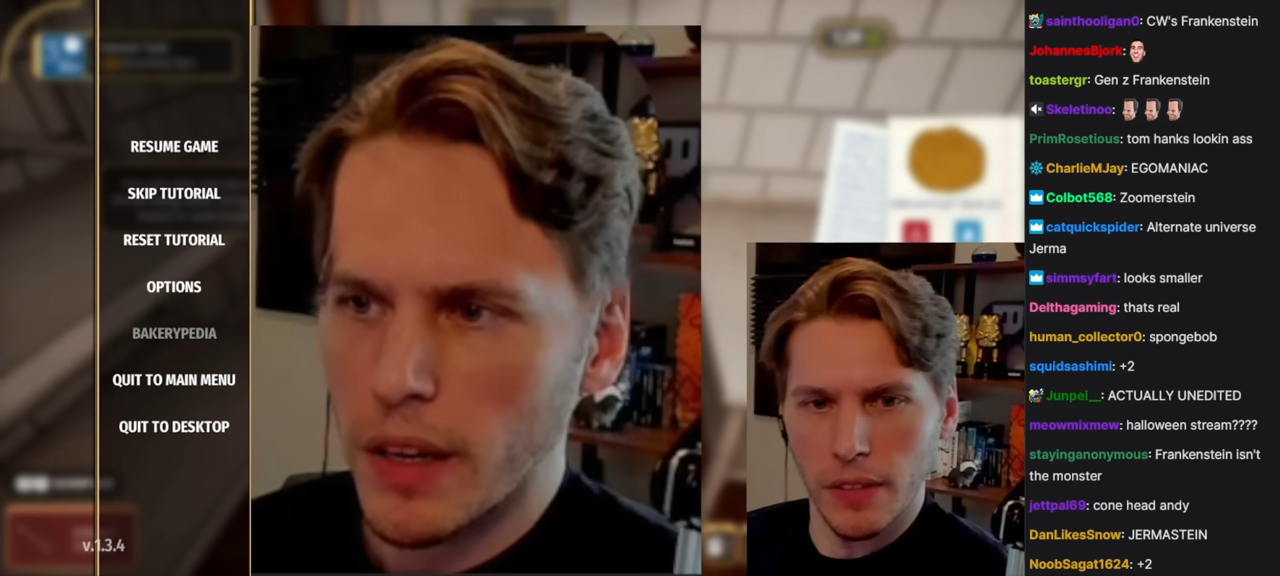 RESUME GAME
SKIP TUTORIAL
RESET TUTORIAL
OPTIONS
BAKERYPEDIA
QUIT TO MAIN MENU
QUIT TO DESKTOP
v.1.3.4
sainthooligan0: CW's Frankenstein
JohannesBjork:
toastergr: Gen z Frankenstein
Skeletinoo:
PrimRosetious: tom hanks lookin ass
CharlieMJay: EGOMANIAC
Colbot568: Zoomerstein
catquickspider: Alternate universe
Jerma
simmsyfart: looks smaller
Delthagaming: thats real
human_collector0: spongebob
squidsashimi: +2
Junpei__: ACTUALLY UNEDITED
meowmixmew: halloween stream????
stayinganonymous: Frankenstein isn't
the monster
jettpal69: cone head andy
DanLikesSnow: JERMASTEIN
NoobSagat1624: +2